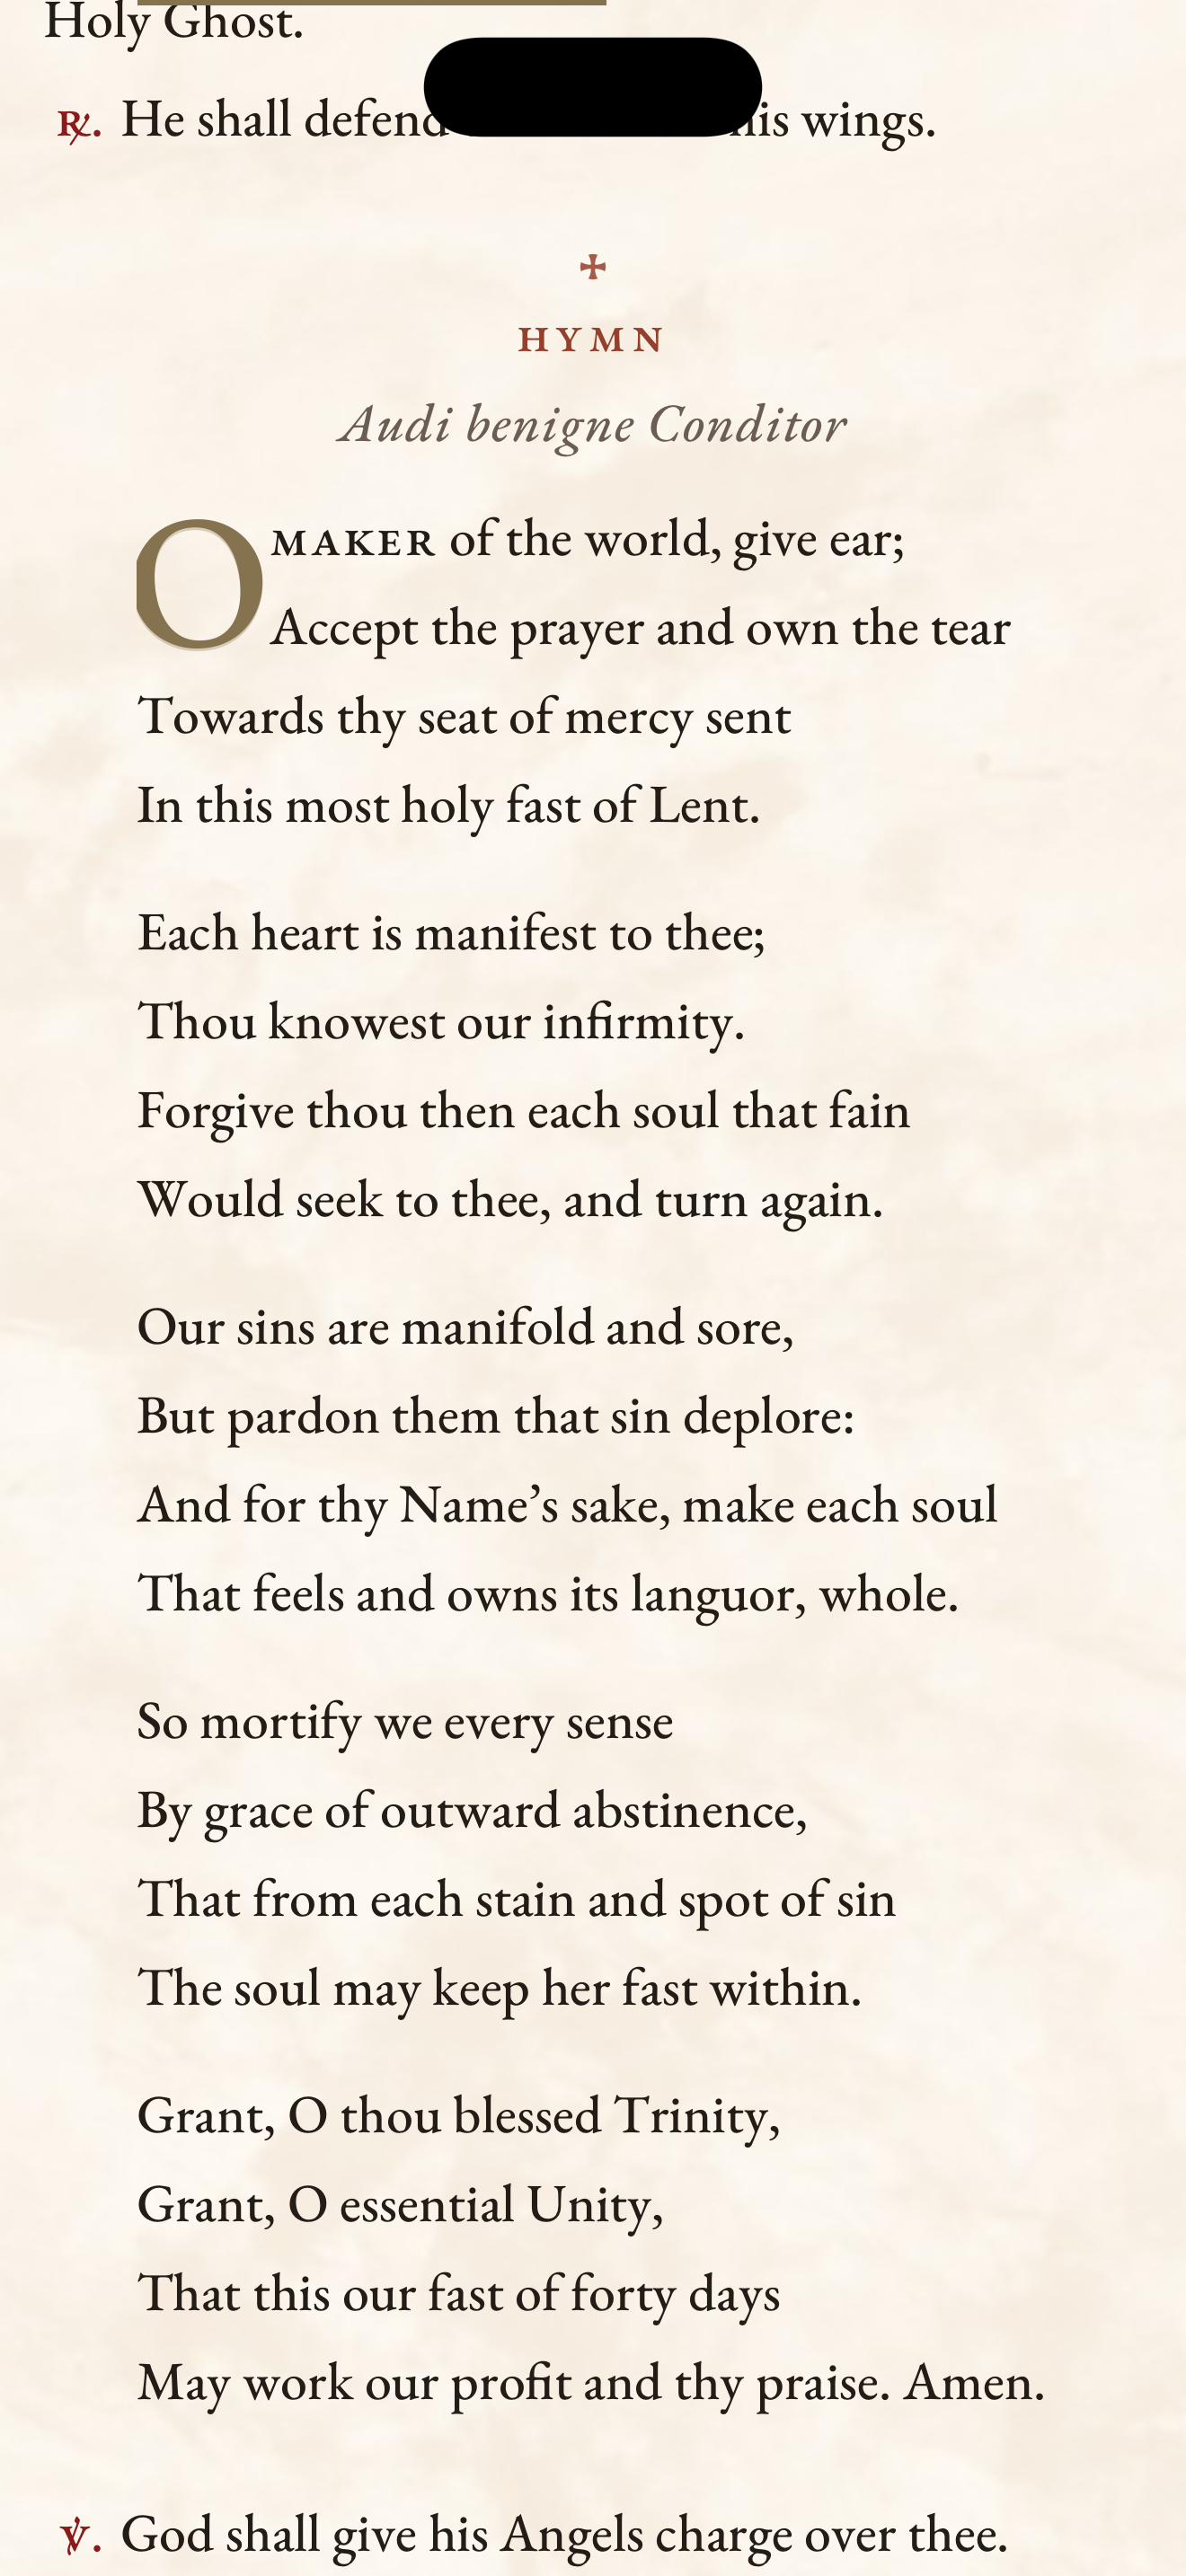 Holy Ghost.
℟. He shall defend his wings.
✠
HYMN
Audi benigne Conditor
O MAKER of the world, give ear;
Accept the prayer and own the tear
Towards thy seat of mercy sent
In this most holy fast of Lent.
Each heart is manifest to thee;
Thou knowest our infirmity.
Forgive thou then each soul that fain
Would seek to thee, and turn again.
Our sins are manifold and sore,
But pardon them that sin deplore:
And for thy Name’s sake, make each soul
That feels and owns its languor, whole.
So mortify we every sense
By grace of outward abstinence,
That from each stain and spot of sin
The soul may keep her fast within.
Grant, O thou blessed Trinity,
Grant, O essential Unity,
That this our fast of forty days
May work our profit and thy praise. Amen.
℣. God shall give his Angels charge over thee.